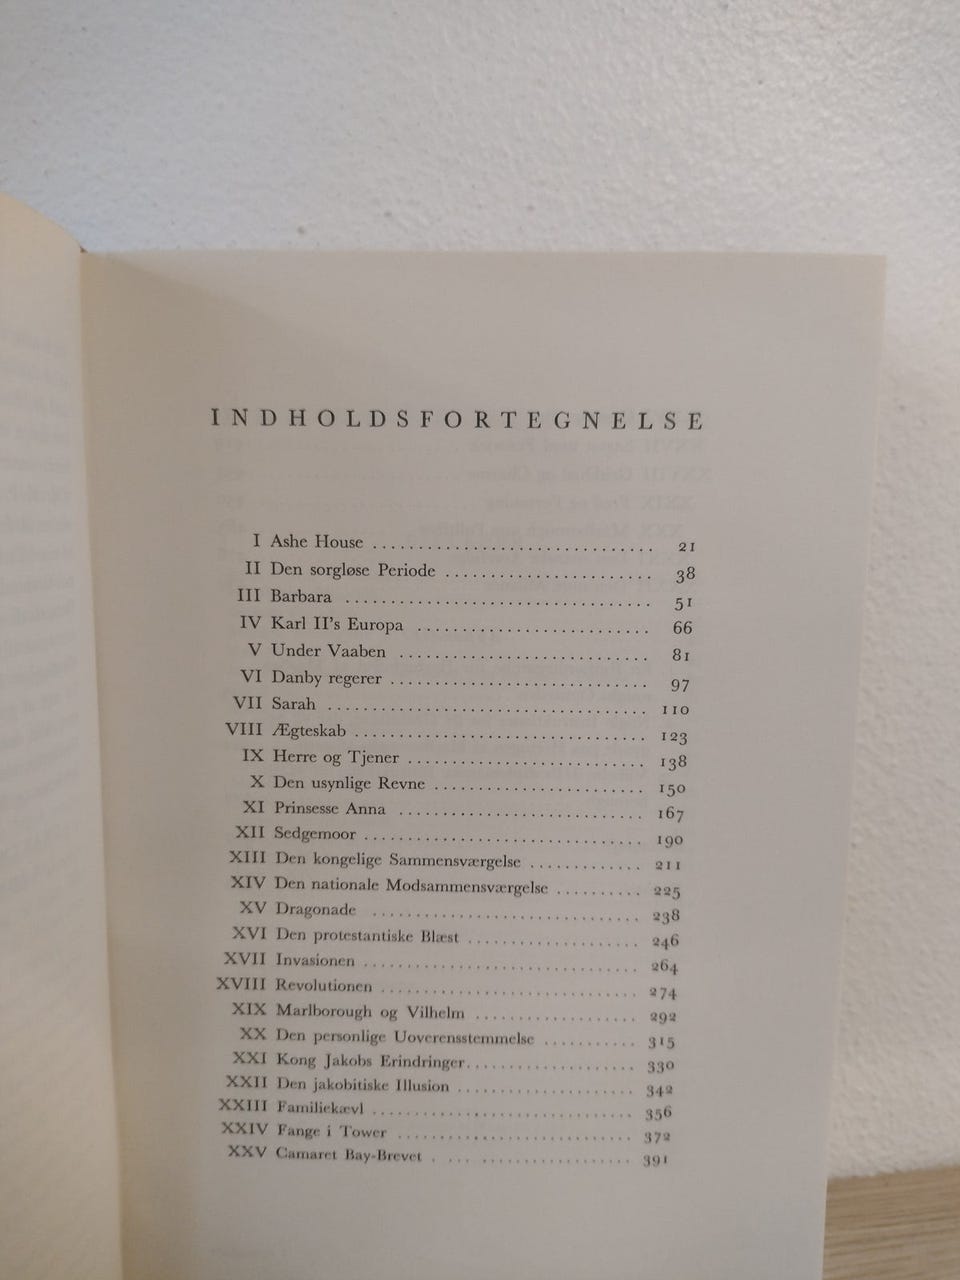 INDHOLDSFORTEGNELSE
I Ashe House .............................. 21
II Den sorgløse Periode ........................ 38
III Barbara ................................ 51
IV Karl II's Europa ......................... 66
V Under Vaaben .......................... 81
VI Danby regerer ........................... 97
VII Sarah ................................. 110
VIII Ægteskab ............................... 123
IX Herre og Tjener ......................... 138
X Den usynlige Revne ...................... 150
XI Prinsesse Anna .......................... 167
XII Sedgemoor .............................. 190
XIII Den kongelige Sammensværgelse ............ 211
XIV Den nationale Modsammensværgelse .......... 225
XV Dragonade ............................. 238
XVI Den protestantiske Blæst .................. 246
XVII Invasionen ............................. 264
XVIII Revolutionen ........................... 274
XIX Marlborough og Vilhelm ................. 292
XX Den personlige Uoverensstemmelse .......... 315
XXI Kong Jakobs Erindringer................... 330
XXII Den jakobitiske Illusion .................... 342
XXIII Familiekævl ............................ 356
XXIV Fange i Tower ......................... 372
XXV Camaret Bay-Brevet . ... ................. 391